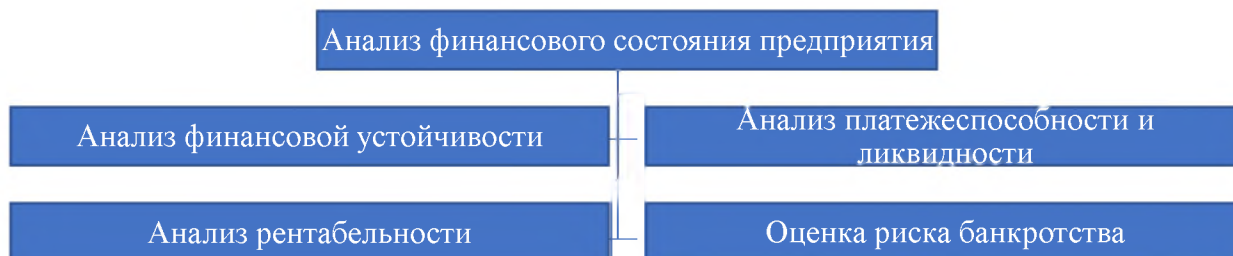 Анализ финансового состояния предприятия
Анализ финансовой устойчивости
Анализ платежеспособности и
ликвидности
Анализ рентабельности
Оценка риска банкротства